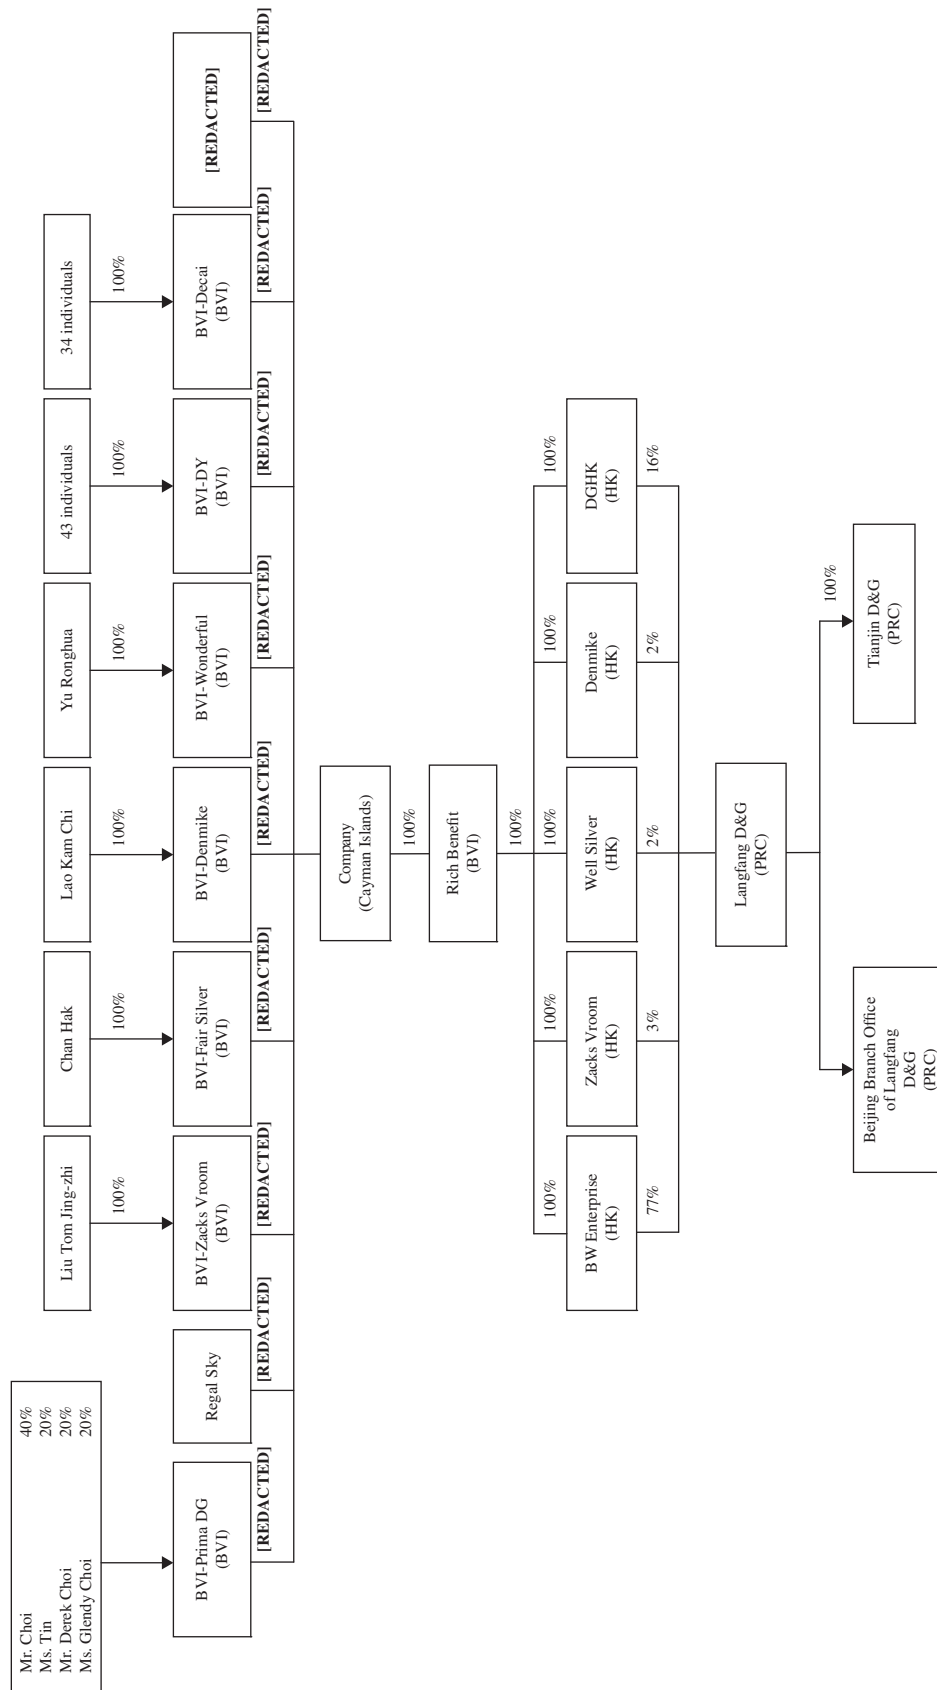 Mr. Choi 40%
Ms. Tin 20%
Mr. Derek Choi 20%
Ms. Glendy Choi 20%
Liu Tom Jing-zhi
Chan Hak
Lao Kam Chi
Yu Ronghua
43 individuals
34 individuals
100%
100%
100%
100%
100%
100%
BVI-Prima DG
(BVI)
Regal Sky
BVI-Zacks Vroom
(BVI)
BVI-Fair Silver
(BVI)
BVI-Denmike
(BVI)
BVI-Wonderful
(BVI)
BVI-DY
(BVI)
BVI-Decai
(BVI)
[REDACTED]
[REDACTED]
[REDACTED]
[REDACTED]
[REDACTED]
[REDACTED]
[REDACTED]
[REDACTED]
[REDACTED]
[REDACTED]
Company
(Cayman Islands)
100%
Rich Benefit
(BVI)
100%
100%
100%
100%
100%
100%
BW Enterprise
(HK)
Zacks Vroom
(HK)
Well Silver
(HK)
Denmike
(HK)
DGHK
(HK)
77%
3%
2%
2%
16%
Langfang D&G
(PRC)
100%
Beijing Branch Office
of Langfang
D&G
(PRC)
Tianjin D&G
(PRC)